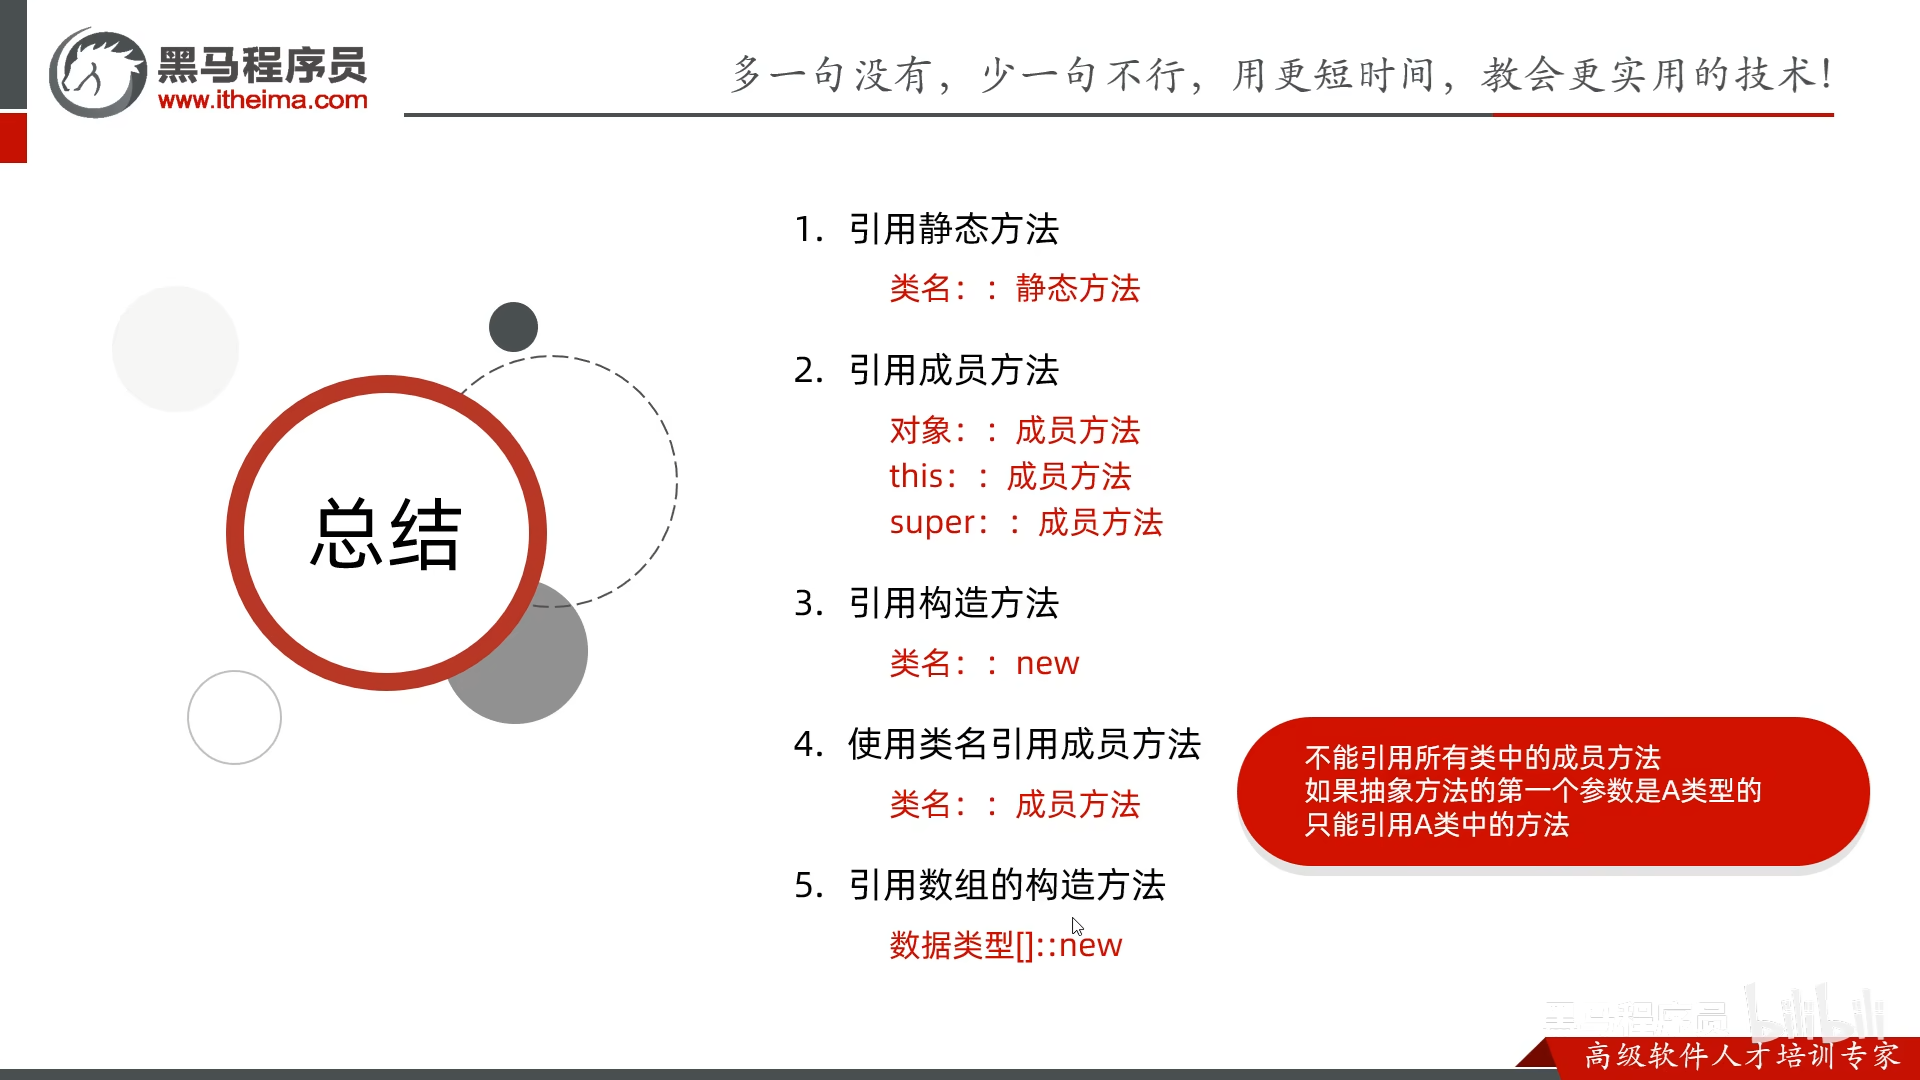 黑马程序员
www.itheima.com
多一句没有，少一句不行，用更短时间，教会更实用的技术！
总结
1. 引用静态方法
类名：：静态方法
2. 引用成员方法
对象：：成员方法
this：：成员方法
super：：成员方法
3. 引用构造方法
类名：：new
4. 使用类名引用成员方法
类名：：成员方法
不能引用所有类中的成员方法
如果抽象方法的第一个参数是A类型的
只能引用A类中的方法
5. 引用数组的构造方法
数据类型[]::new
黑马程序员 bilibili
高级软件人才培训专家